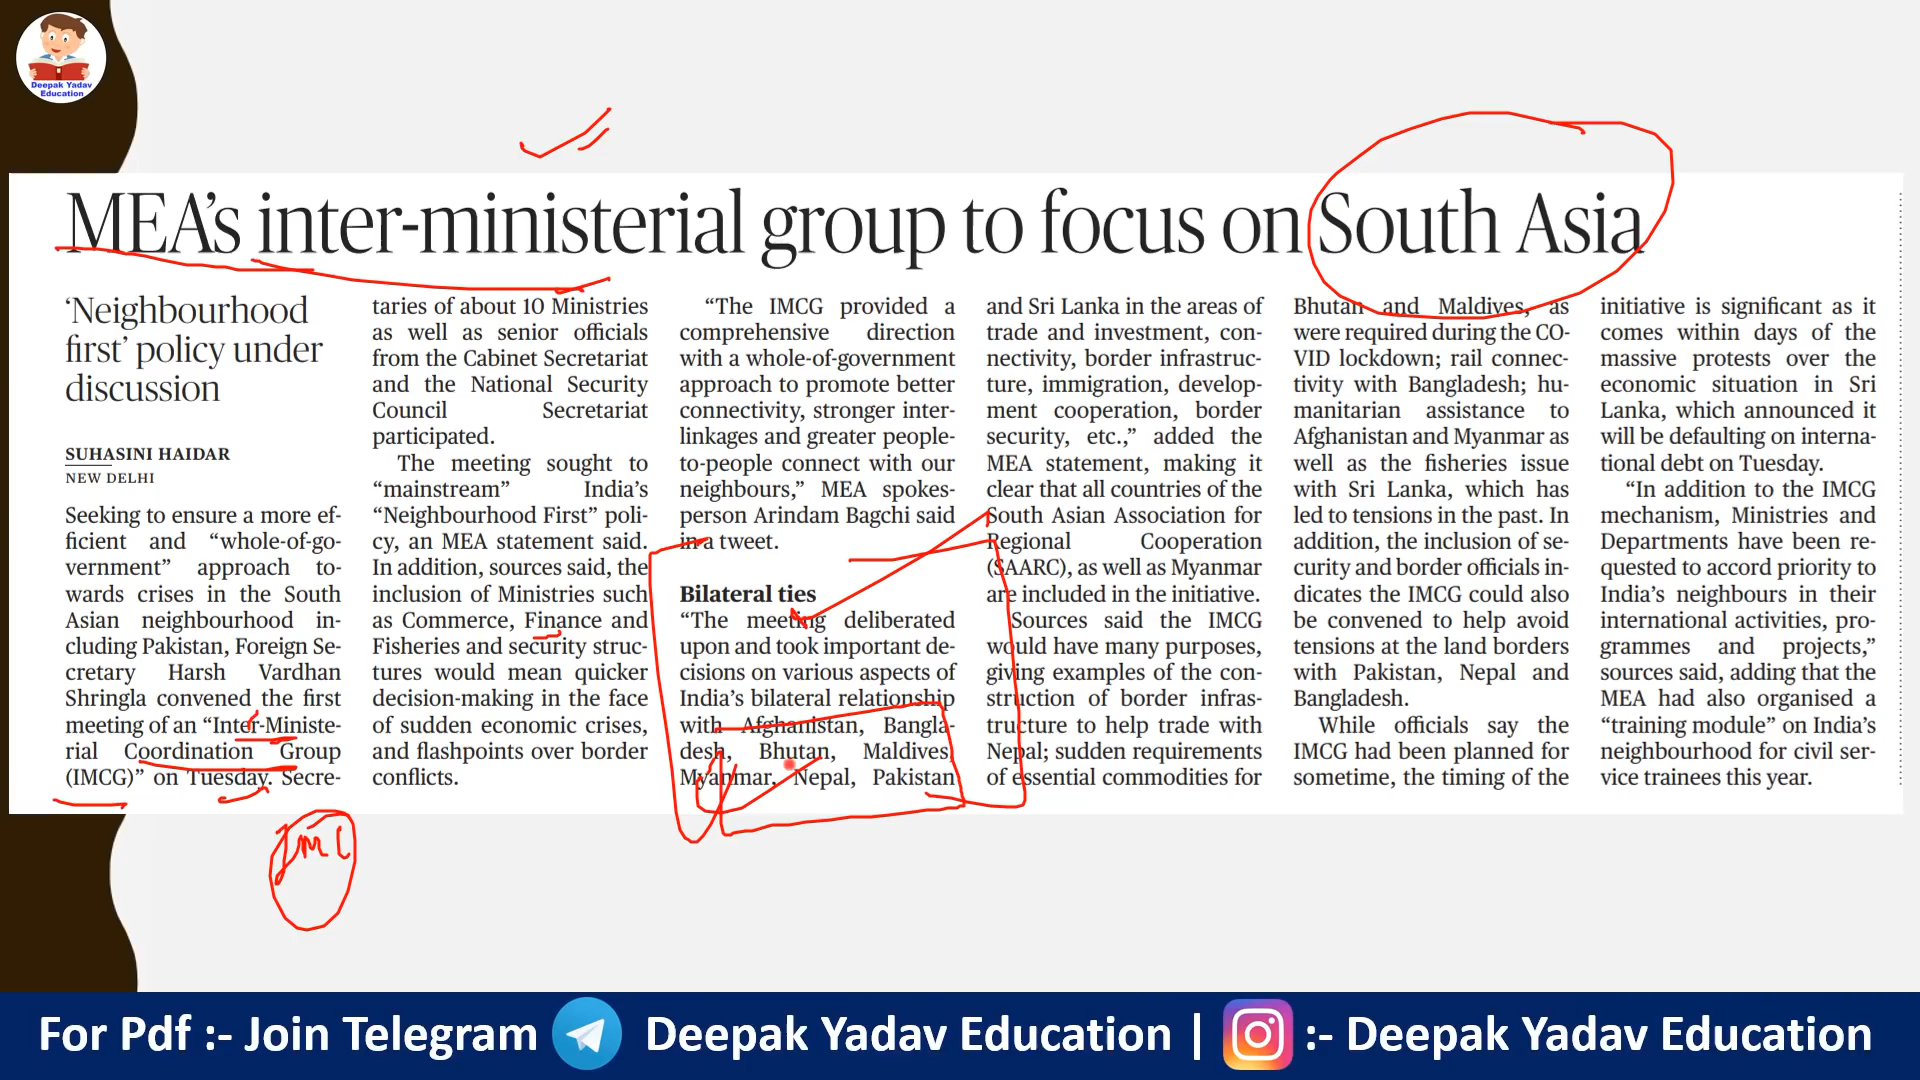 Deepak Yadav
Education
MEA's inter-ministerial group to focus on South Asia
'Neighbourhood
first' policy under
discussion
SUHASINI HAIDAR
NEW DELHI
Seeking to ensure a more ef-
ficient and “whole-of-go-
vernment” approach to-
wards crises in the South
Asian neighbourhood in-
cluding Pakistan, Foreign Se-
cretary Harsh Vardhan
Shringla convened the first
meeting of an “Inter-Ministe-
rial Coordination Group
(IMCG)” on Tuesday. Secre-
taries of about 10 Ministries
as well as senior officials
from the Cabinet Secretariat
and the National Security
Council Secretariat
participated.
The meeting sought to
“mainstream” India's
“Neighbourhood First” poli-
cy, an MEA statement said.
In addition, sources said, the
inclusion of Ministries such
as Commerce, Finance and
Fisheries and security struc-
tures would mean quicker
decision-making in the face
of sudden economic crises,
and flashpoints over border
conflicts.
“The IMCG provided a
comprehensive direction
with a whole-of-government
approach to promote better
connectivity, stronger inter-
linkages and greater people-
to-people connect with our
neighbours,” MEA spokes-
person Arindam Bagchi said
in a tweet.
Bilateral ties
“The meeting deliberated
upon and took important de-
cisions on various aspects of
India's bilateral relationship
with Afghanistan, Bangla-
desh, Bhutan, Maldives,
Myanmar, Nepal, Pakistan
and Sri Lanka in the areas of
trade and investment, con-
nectivity, border infrastruc-
ture, immigration, develop-
ment cooperation, border
security, etc.,” added the
MEA statement, making it
clear that all countries of the
South Asian Association for
Regional Cooperation
(SAARC), as well as Myanmar
are included in the initiative.
Sources said the IMCG
would have many purposes,
giving examples of the con-
struction of border infras-
tructure to help trade with
Nepal; sudden requirements
of essential commodities for
Bhutan and Maldives, as
were required during the CO-
VID lockdown; rail connec-
tivity with Bangladesh; hu-
manitarian assistance to
Afghanistan and Myanmar as
well as the fisheries issue
with Sri Lanka, which has
led to tensions in the past. In
addition, the inclusion of se-
curity and border officials in-
dicates the IMCG could also
be convened to help avoid
tensions at the land borders
with Pakistan, Nepal and
Bangladesh.
While officials say the
IMCG had been planned for
sometime, the timing of the
initiative is significant as it
comes within days of the
massive protests over the
economic situation in Sri
Lanka, which announced it
will be defaulting on interna-
tional debt on Tuesday.
“In addition to the IMCG
mechanism, Ministries and
Departments have been re-
quested to accord priority to
India's neighbours in their
international activities, pro-
grammes and projects,”
sources said, adding that the
MEA had also organised a
“training module” on India's
neighbourhood for civil ser-
vice trainees this year.
For Pdf :- Join Telegram Deepak Yadav Education | :- Deepak Yadav Education